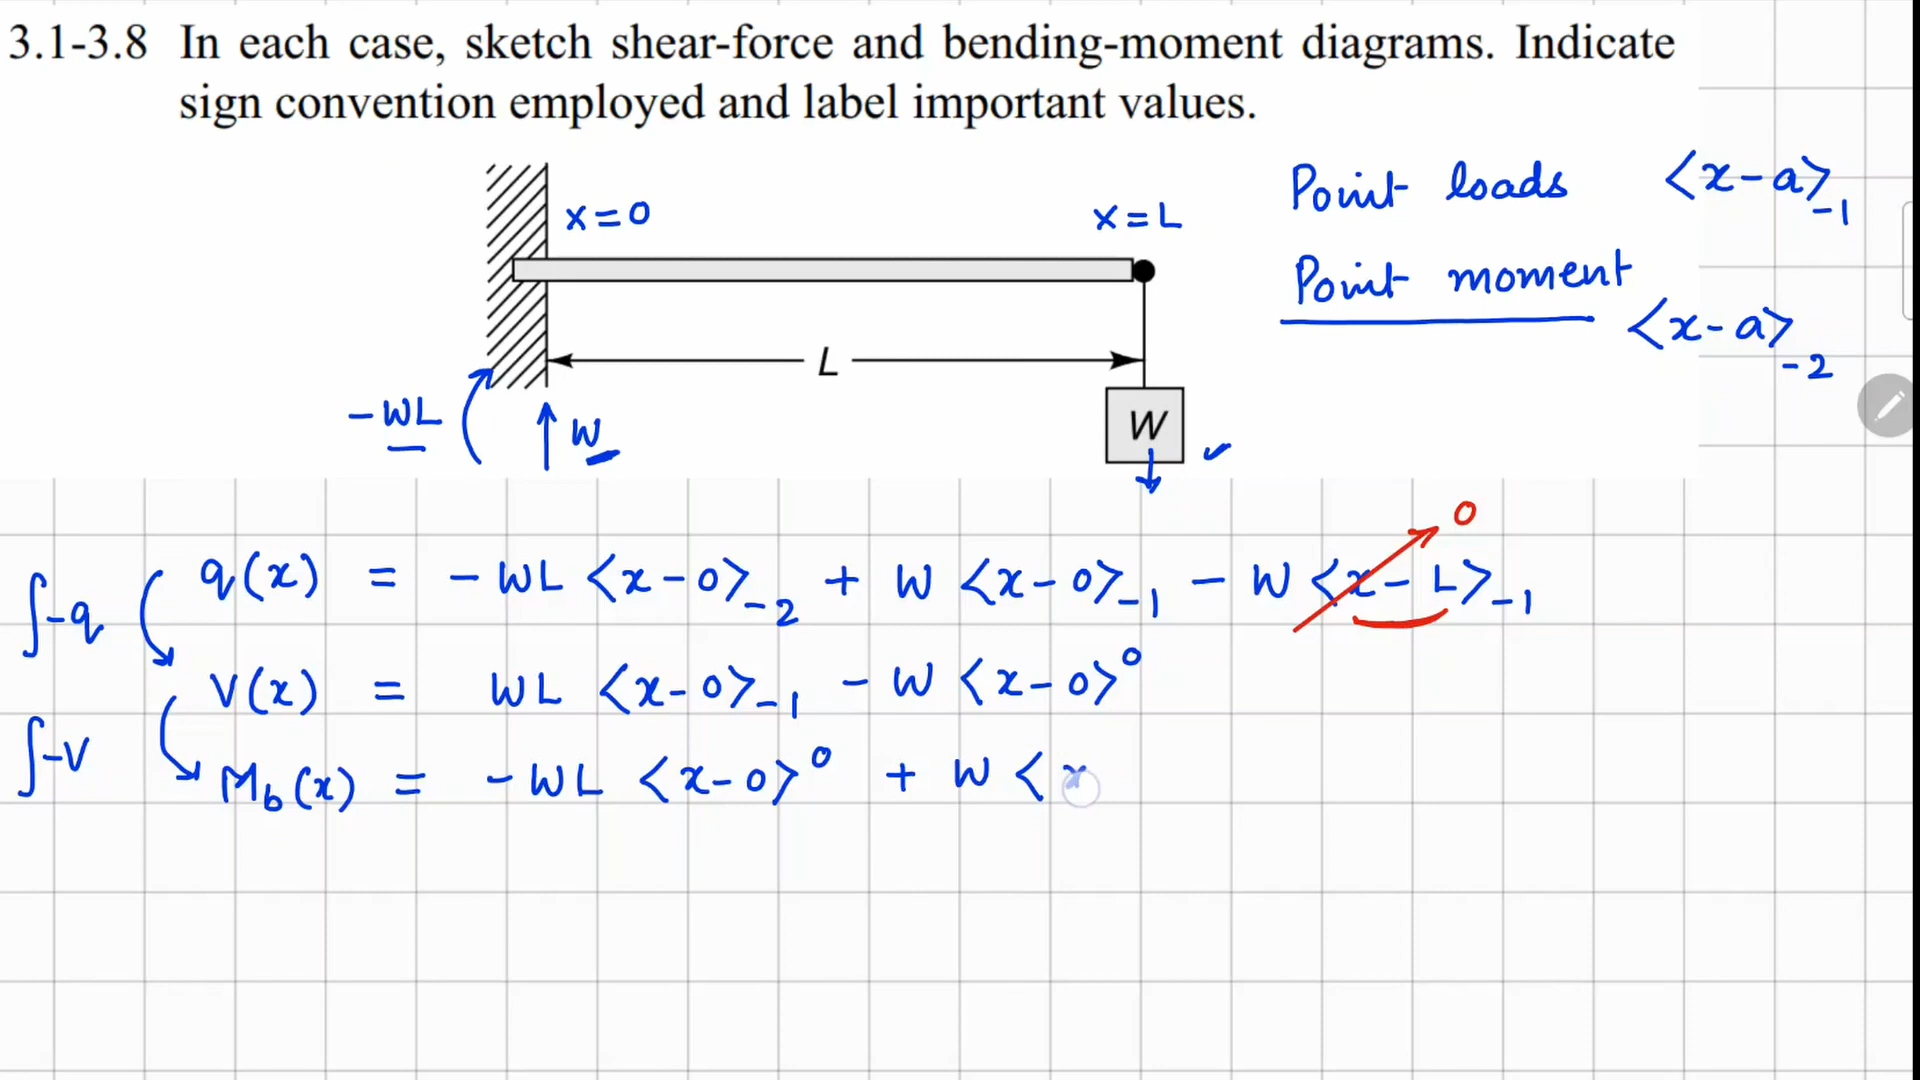 3.1-3.8 In each case, sketch shear-force and bending-moment diagrams. Indicate
sign convention employed and label important values.
x=0
x=L
Point loads <x-a>₋₁
Point moment
<x-a>₋₂
L
-WL
W
W
0
∫-q
q(x) = -WL <x-0>₋₂ + W <x-0>₋₁ - W <x-L>₋₁
V(x) = WL <x-0>₋₁ - W <x-0>⁰
∫-V
M_b(x) = -WL <x-0>⁰ + W <x